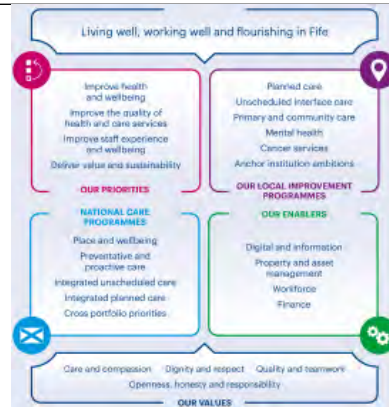 Living well, working well and flourishing in Fife
Improve health
and wellbeing
Improve the quality of
health and care services
Improve staff experience
and wellbeing
Deliver value and sustainability
OUR PRIORITIES
Planned care
Unscheduled interface care
Primary and community care
Mental health
Cancer services
Anchor institution ambitions
OUR LOCAL IMPROVEMENT
PROGRAMMES
NATIONAL CARE
PROGRAMMES
Place and wellbeing
Preventative and
proactive care
Integrated unscheduled care
Integrated planned care
Cross portfolio priorities
OUR ENABLERS
Digital and information
Property and asset
management
Workforce
Finance
Care and compassion Dignity and respect Quality and teamwork
Openness, honesty and responsibility
OUR VALUES